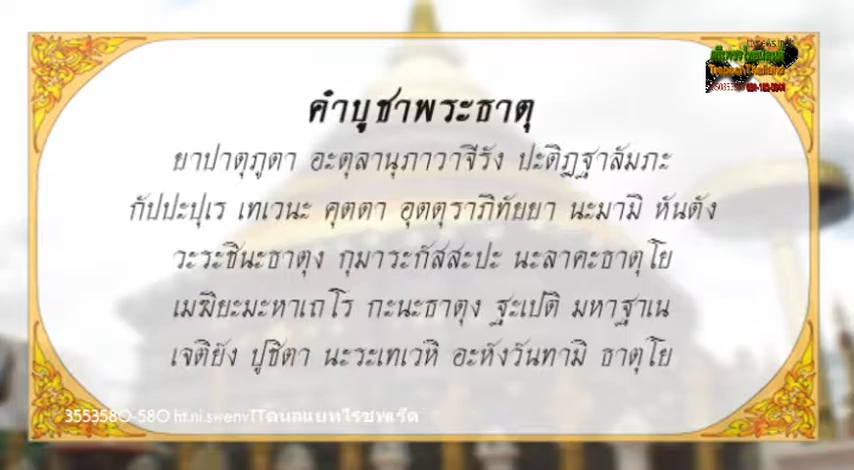 คำบูชาพระธาตุ
ยาปาตุภูตา อะตุลานุภาวาจีรัง ปะติฏฐาสัมภะ
กัปปะปุเร เทเวนะ คุตตา อุตตุราภิทัยยา นะมามิ หันตัง
วะระชินะธาตุง กุมาระกัสสะปะ นะลาคะธาตุโย
เมฆิยะมะหาเถโร กะนะธาตุง ฐะเปติ มหาฐาเน
เจติยัง ปูชิตา นะระเทเวหิ อะหังวันทามิ ธาตุโย